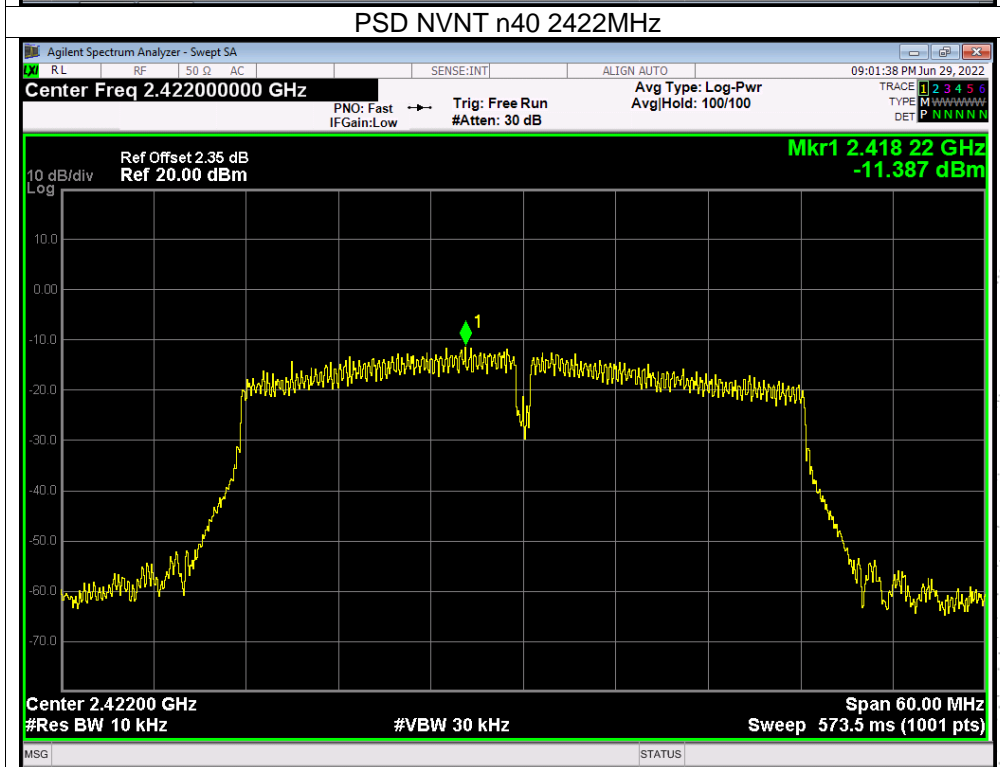 PSD NVNT n40 2422MHz
Agilent Spectrum Analyzer - Swept SA
LXI RL RF 50 Ω AC SENSE:INT ALIGN AUTO 09:01:38 PM Jun 29, 2022
Center Freq 2.422000000 GHz Avg Type: Log-Pwr TRACE 1 2 3 4 5 6
PNO: Fast Trig: Free Run Avg|Hold: 100/100 TYPE M WWWWW
IFGain:Low #Atten: 30 dB DET P N N N N N
Mkr1 2.418 22 GHz
Ref Offset 2.35 dB
10 dB/div Ref 20.00 dBm -11.387 dBm
Log
10.0
0.00
1
-10.0
-20.0
-30.0
-40.0
-50.0
-60.0
-70.0
Center 2.42200 GHz Span 60.00 MHz
#Res BW 10 kHz #VBW 30 kHz Sweep 573.5 ms (1001 pts)
MSG STATUS